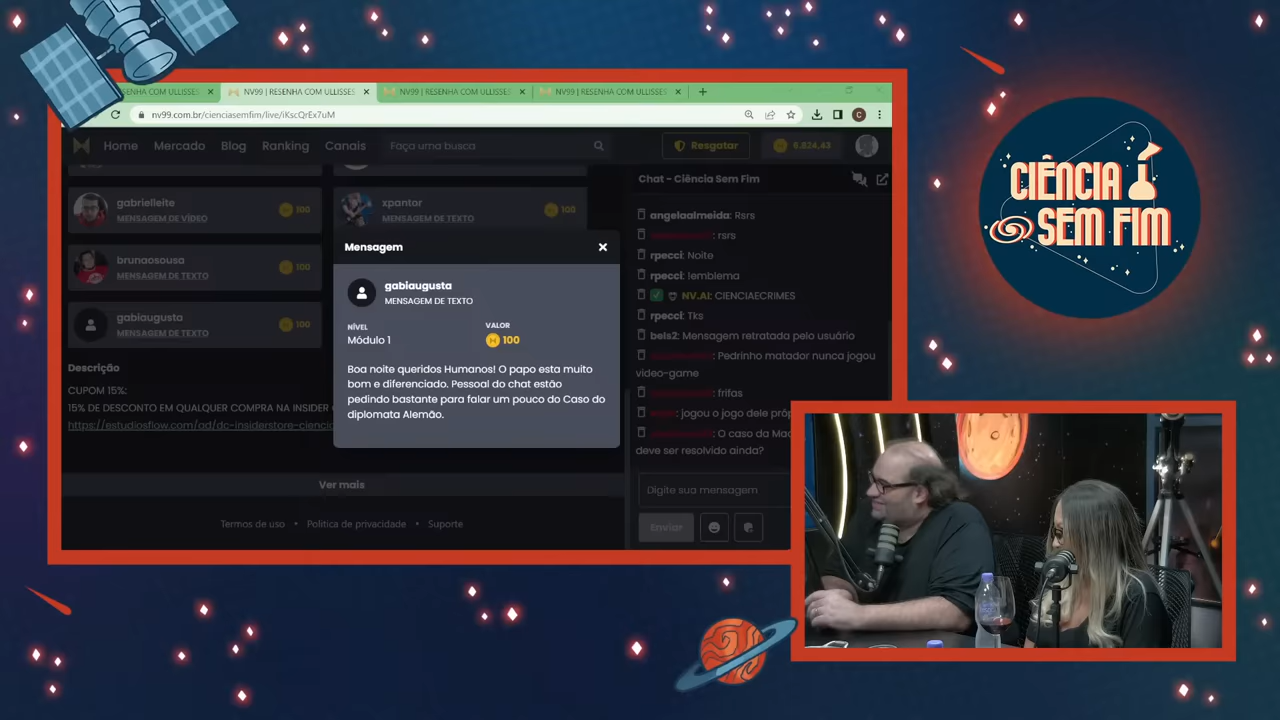 ENHA COM ULLISSES
NV99 | RESENHA COM ULLISSES
NV99 | RESENHA COM ULLISSES
NV99 | RESENHA COM ULLISSES
nv99.com.br/cienciasemfim/live/iKscQrEx7uM
Home
Mercado
Blog
Ranking
Canais
Faça uma busca
Resgatar
6.824,43
gabrielleite
MENSAGEM DE VÍDEO
100
xpantor
MENSAGEM DE TEXTO
100
brunaosousa
MENSAGEM DE TEXTO
100
gabiaugusta
MENSAGEM DE TEXTO
100
Descrição
CUPOM 15%:
15% DE DESCONTO EM QUALQUER COMPRA NA INSIDER
https://estudiosflow.com/ad/dc-insiderstore-cienci
Ver mais
Termos de uso • Política de privacidade • Suporte
Mensagem
gabiaugusta
MENSAGEM DE TEXTO
NÍVEL
Módulo 1
VALOR
100
Boa noite queridos Humanos! O papo esta muito
bom e diferenciado. Pessoal do chat estão
pedindo bastante para falar um pouco do Caso do
diplomata Alemão.
Chat - Ciência Sem Fim
angelaalmeida: Rsrs
: rsrs
rpecci: Noite
rpecci: !emblema
NV.AI: CIENCIAECRIMES
rpecci: Tks
bels2: Mensagem retratada pelo usuário
: Pedrinho matador nunca jogou
video-game
: frifas
: jogou o jogo dele próp
: O caso da Mad
deve ser resolvido ainda?
Digite sua mensagem
Enviar
CIÊNCIA
SEM FIM